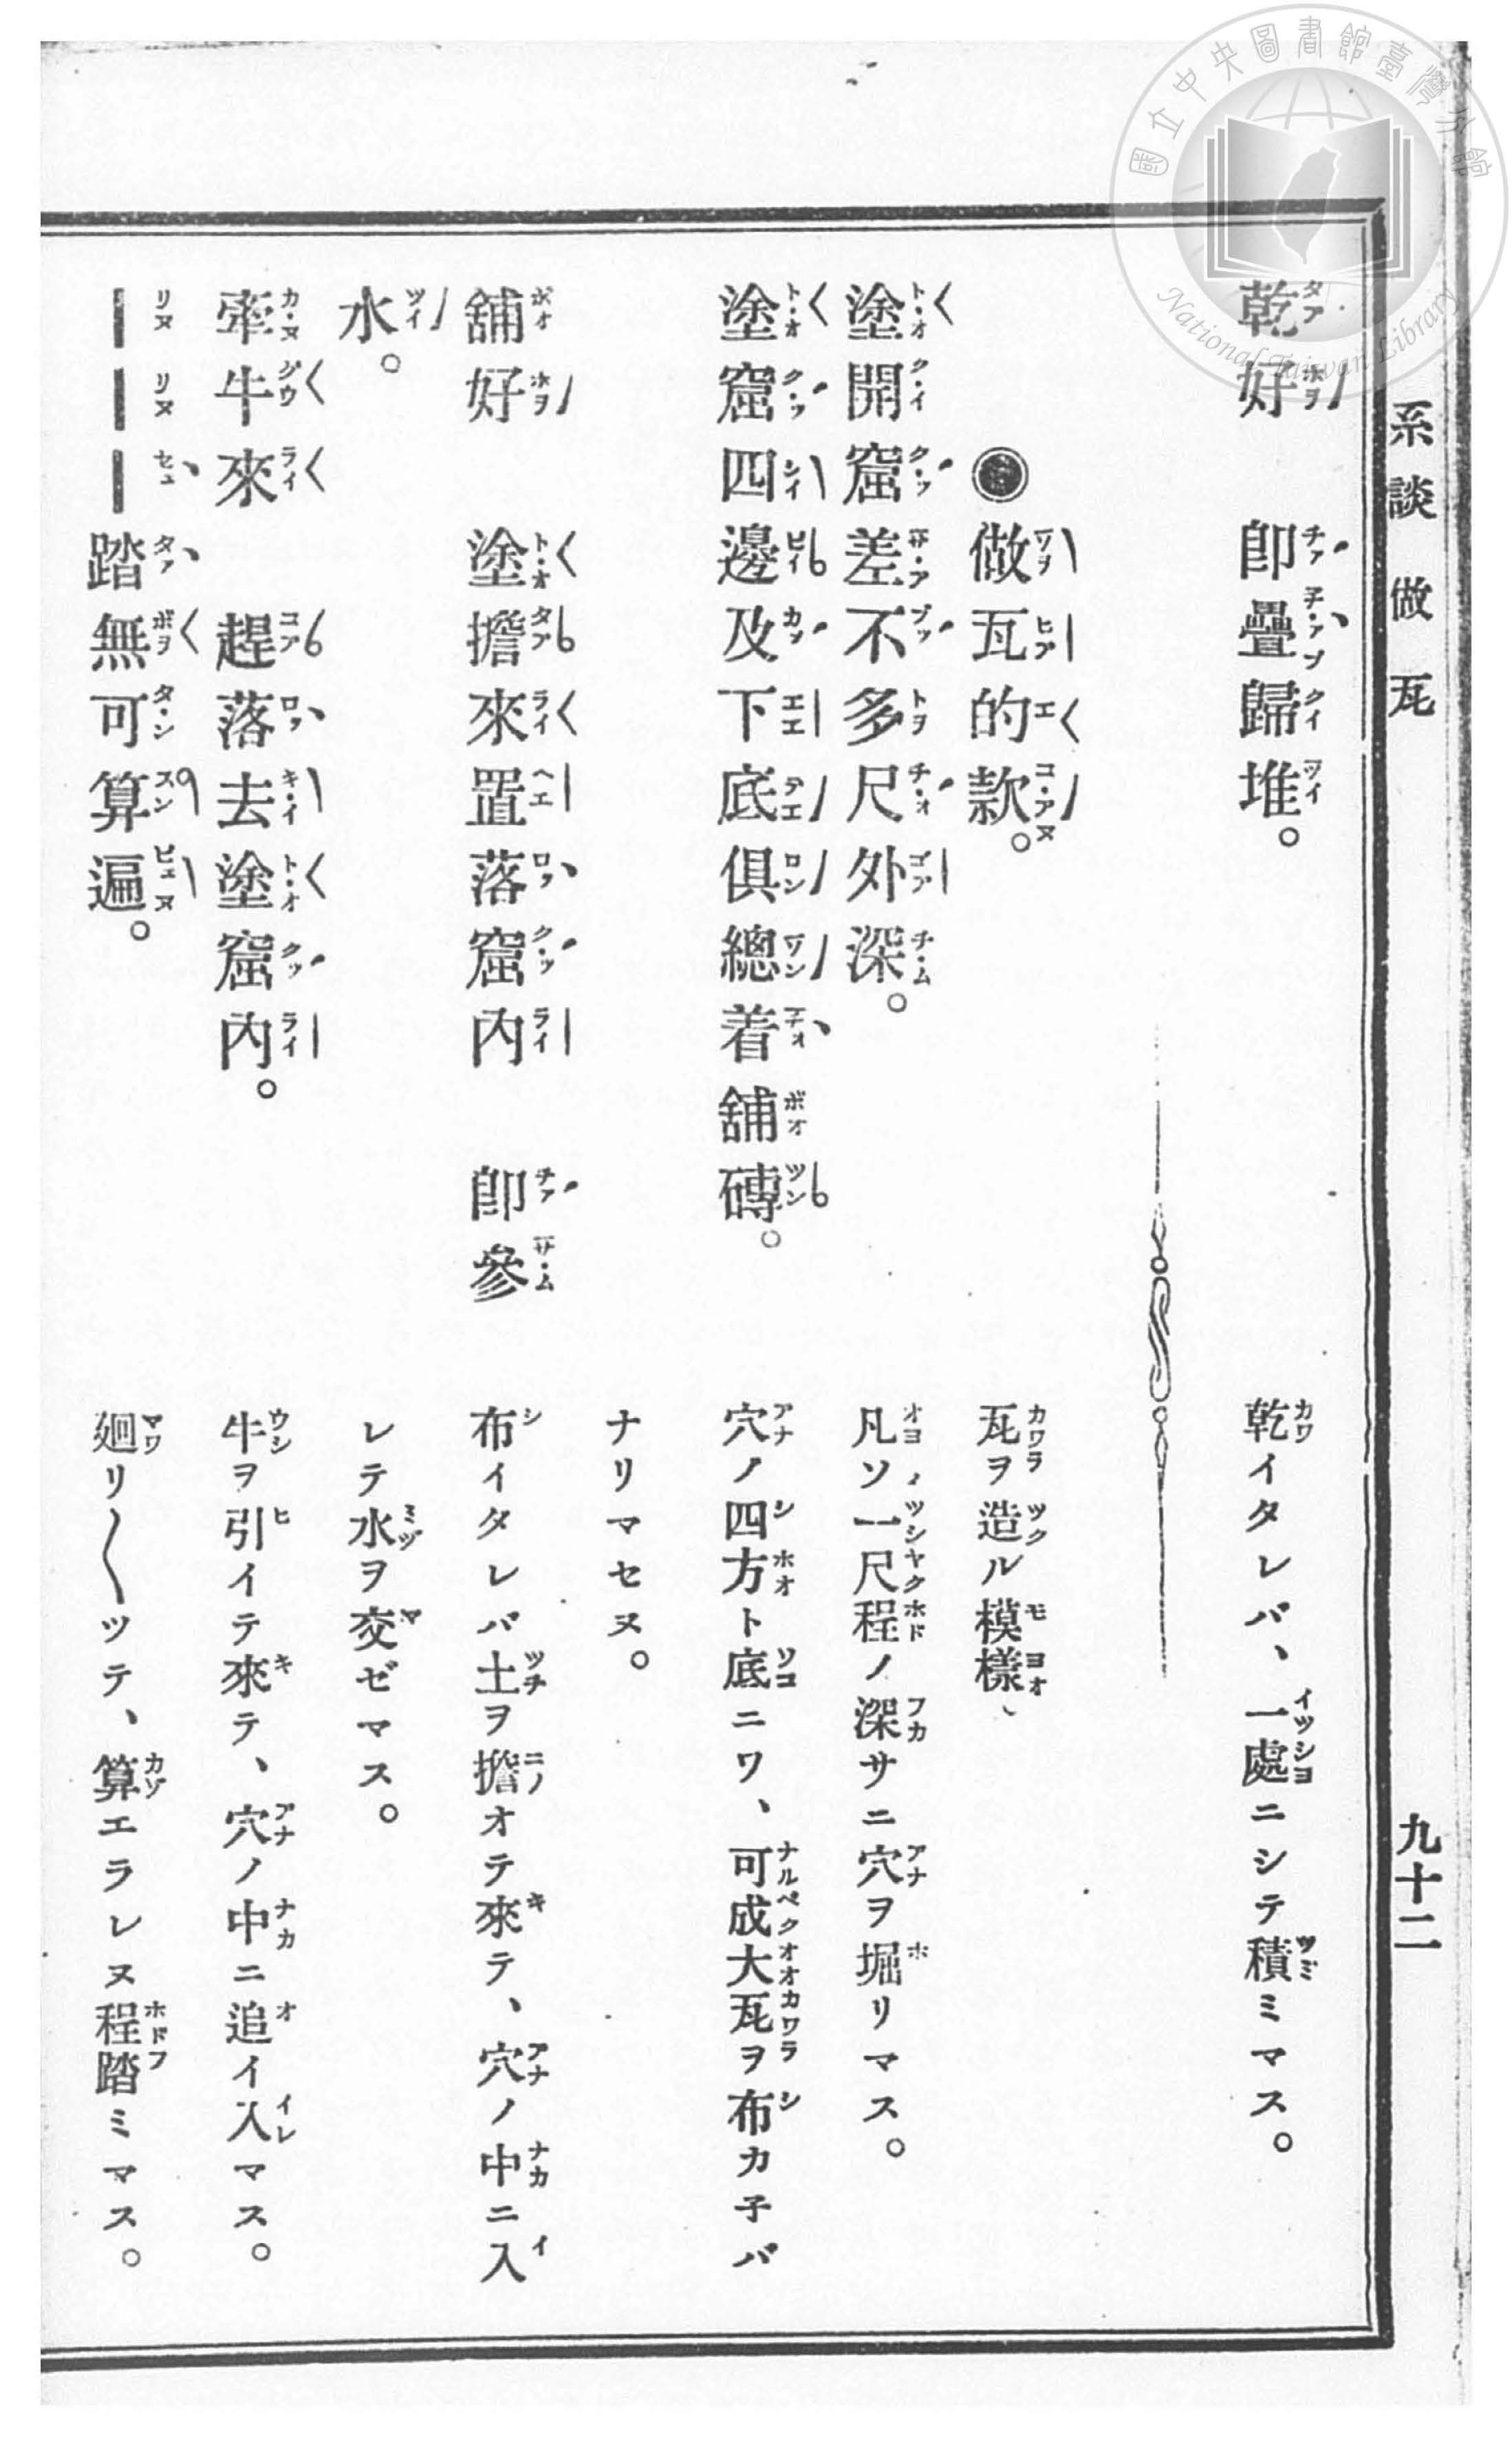 國立中央圖書館臺灣分館
National Taiwan Library
系談 做瓦
九十二
乾好 卽疊歸堆。
乾イタレバ、一處ニシテ積ミマス。
◉做瓦的款。
瓦ヲ造ル模樣、
塗開窟差不多尺外深。
凡ソ一尺程ノ深サニ穴ヲ堀リマス。
塗窟四邊及下底俱總着舖磚。
穴ノ四方ト底ニワ、可成大瓦ヲ布カ子バ
ナリマセヌ。
舖好 塗擔來置落窟內 卽參
水。
布イタレバ土ヲ擔オテ來テ、穴ノ中ニ入
レテ水ヲ交ゼマス。
牽牛來 趕落去塗窟內。
牛ヲ引イテ來テ、穴ノ中ニ追イ入マス。
｜｜｜踏無可算遍。
廻リ〱ツテ、算エラレヌ程踏ミマス。